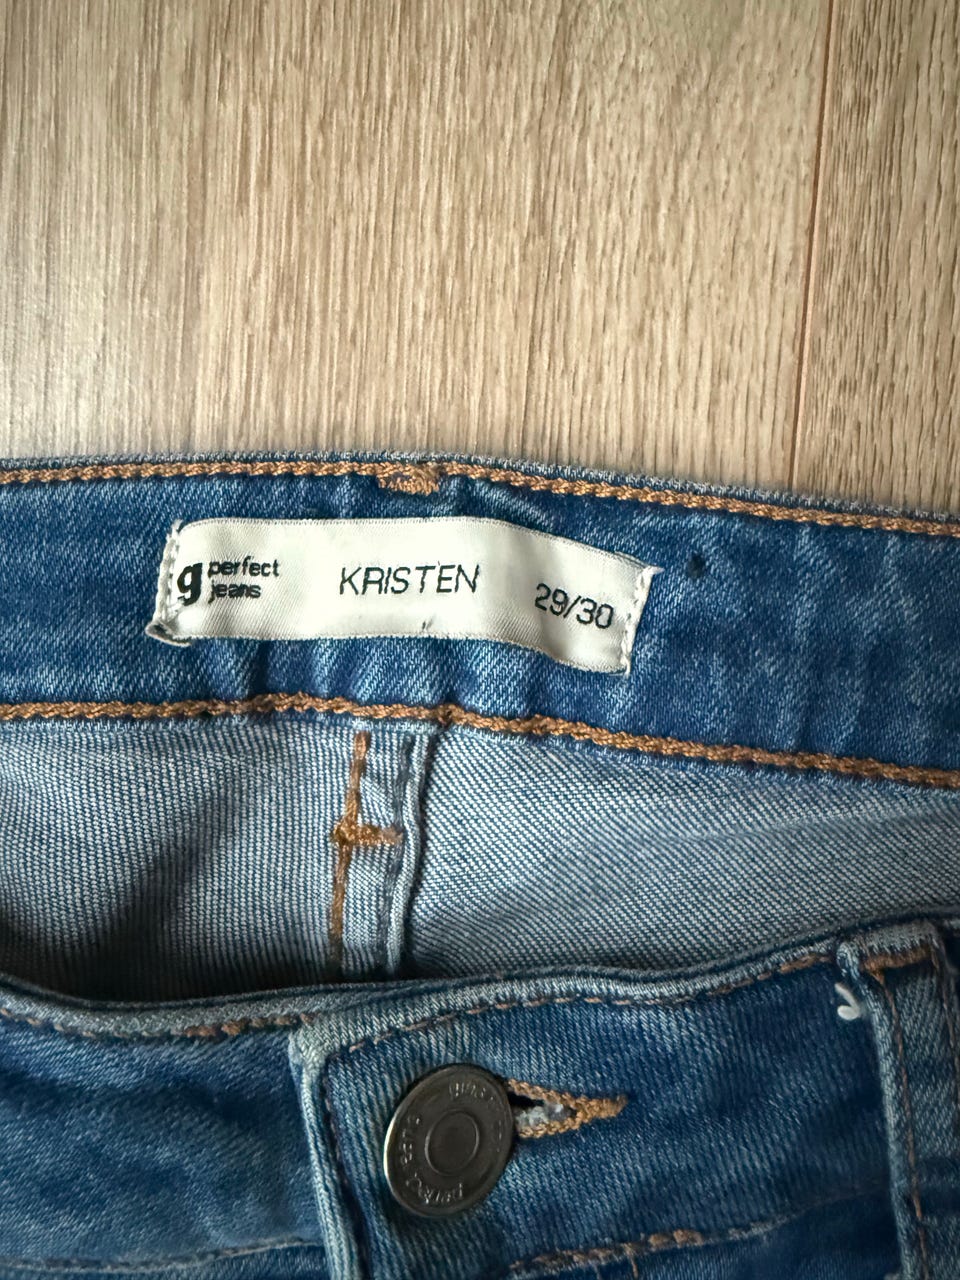 g perfect
jeans
KRISTEN
29/30